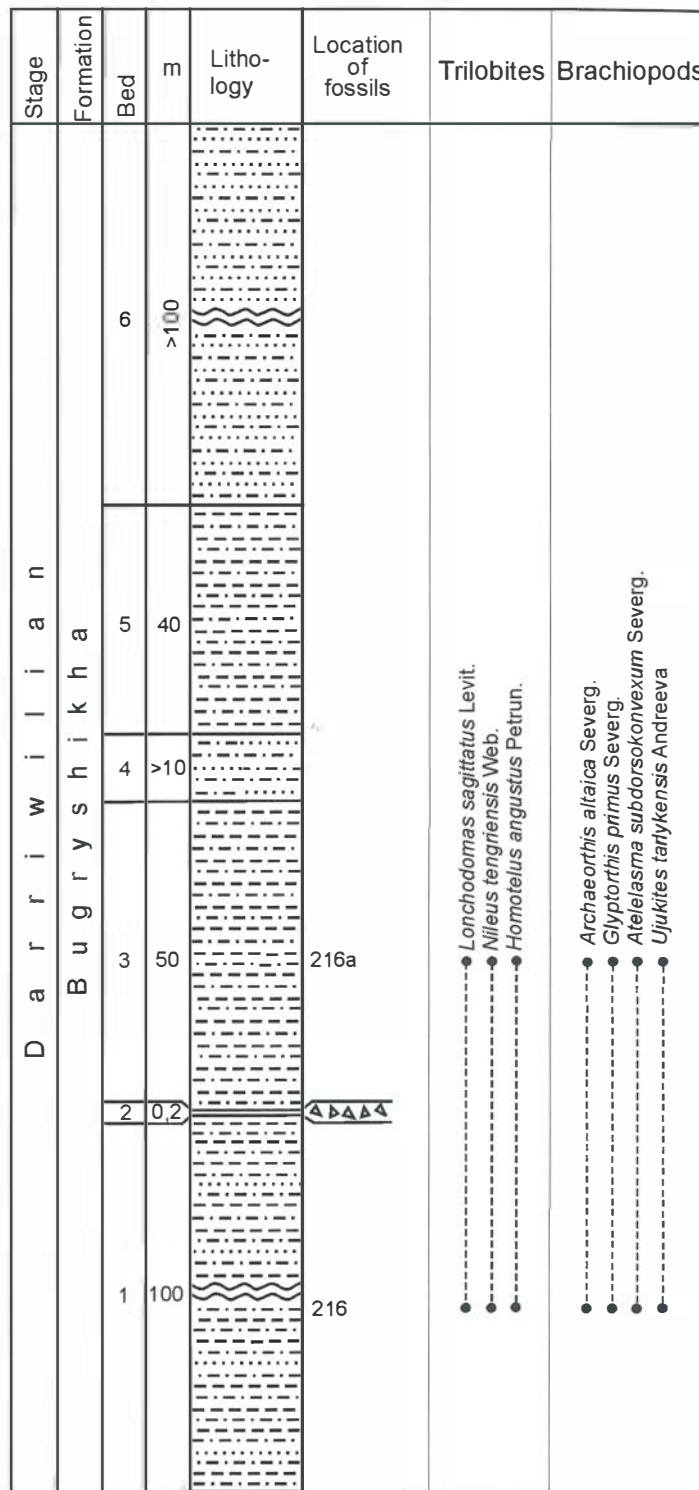 Stage
Formation
Bed
m
Litho-
logy
Location
of
fossils
Trilobites
Brachiopods
Darriwilian
Bugryshikha
6
>100
5
40
4
>10
3
50
216a
2
0,2
1
100
216
Lonchodomas sagittatus Levit.
Nileus tengriensis Web.
Homotelus angustus Petrun.
Archaeorthis altaica Severg.
Glyptorthis primus Severg.
Atelelasma subdorsokonvexum Severg.
Ujukites tarlykensis Andreeva